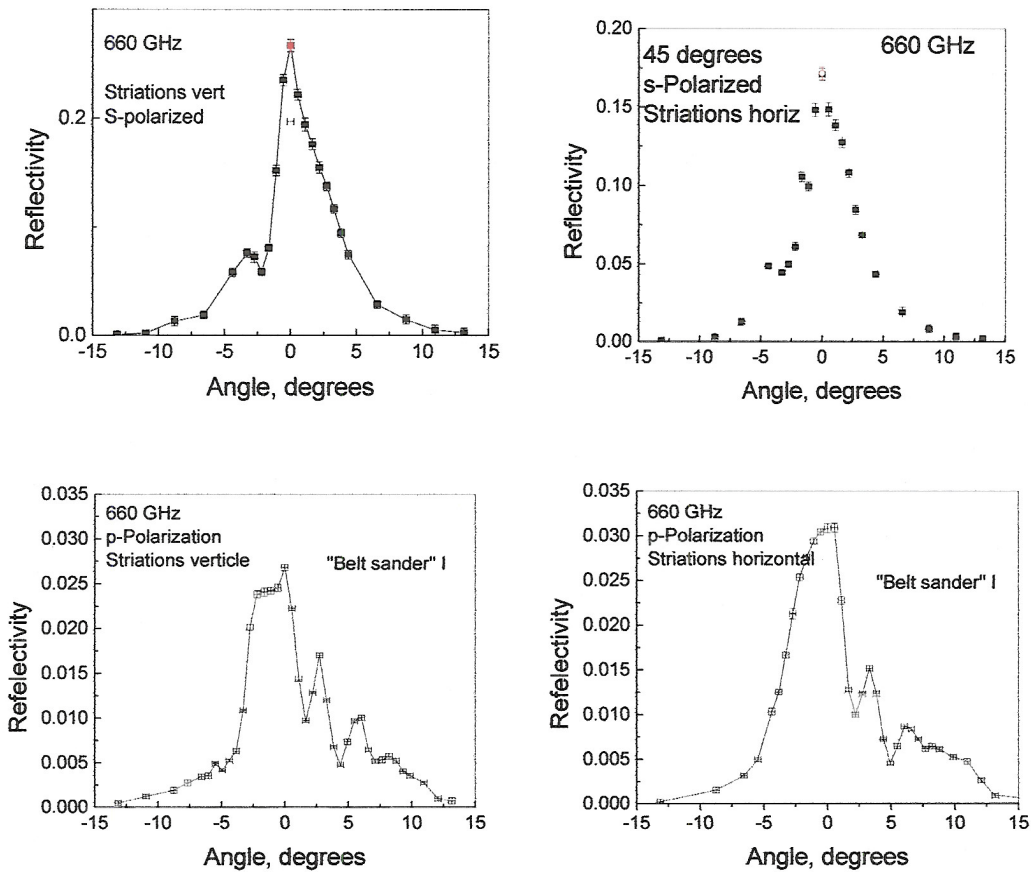 660 GHz
Striations vert
S-polarized
0.2
0.0
Reflectivity
-15 -10 -5 0 5 10 15
Angle, degrees
45 degrees
s-Polarized
Striations horiz
660 GHz
0.20
0.15
0.10
0.05
0.00
Reflectivity
-15 -10 -5 0 5 10 15
Angle, degrees
660 GHz
p-Polarization
Striations verticle
"Belt sander" I
0.035
0.030
0.025
0.020
0.015
0.010
0.005
0.000
Refelectivity
-15 -10 -5 0 5 10 15
Angle, degrees
660 GHz
p-Polarization
Striations horizontal
"Belt sander" I
0.035
0.030
0.025
0.020
0.015
0.010
0.005
0.000
Refelectivity
-15 -10 -5 0 5 10 15
Angle, degrees